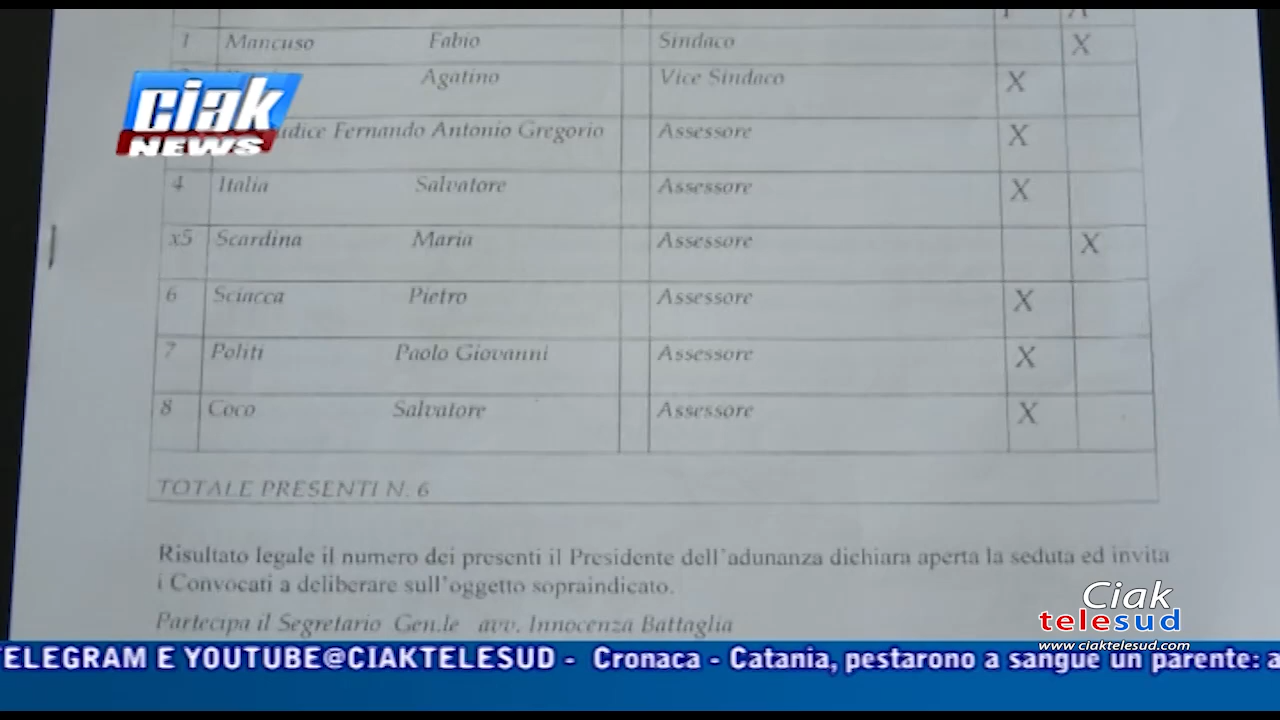 1 Mancuso Fabio Sindaco X
Agatino Vice Sindaco X
Fernando Antonio Gregorio Assessore X
4 Italia Salvatore Assessore X
x5 Scardina Maria Assessore X
6 Sciacca Pietro Assessore X
7 Politi Paolo Giovanni Assessore X
8 Coco Salvatore Assessore X
TOTALE PRESENTI N. 6
Risultato legale il numero dei presenti il Presidente dell'adunanza dichiara aperta la seduta ed invita
i Convocati a deliberare sull'oggetto sopraindicato.
Partecipa il Segretario Gen.le avv. Innocenza Battaglia
ciak
NEWS
Ciak
telesud
www.ciaktelesud.com
TELEGRAM E YOUTUBE@CIAKTELESUD - Cronaca - Catania, pestarono a sangue un parente: a